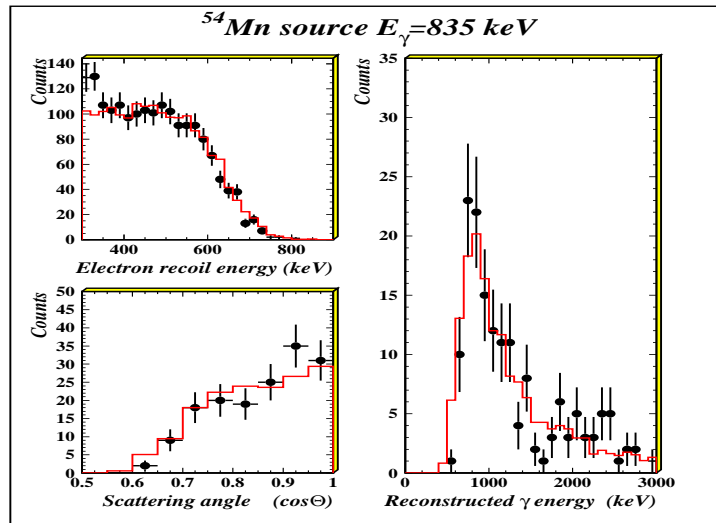 ⁵⁴Mn source E_γ=835 keV
Counts
140
120
100
80
60
40
20
0
400 600 800
Electron recoil energy (keV)
Counts
50
45
40
35
30
25
20
15
10
5
0
0.5 0.6 0.7 0.8 0.9 1
Scattering angle (cosΘ)
Counts
35
30
25
20
15
10
5
0
0 1000 2000 3000
Reconstructed γ energy (keV)